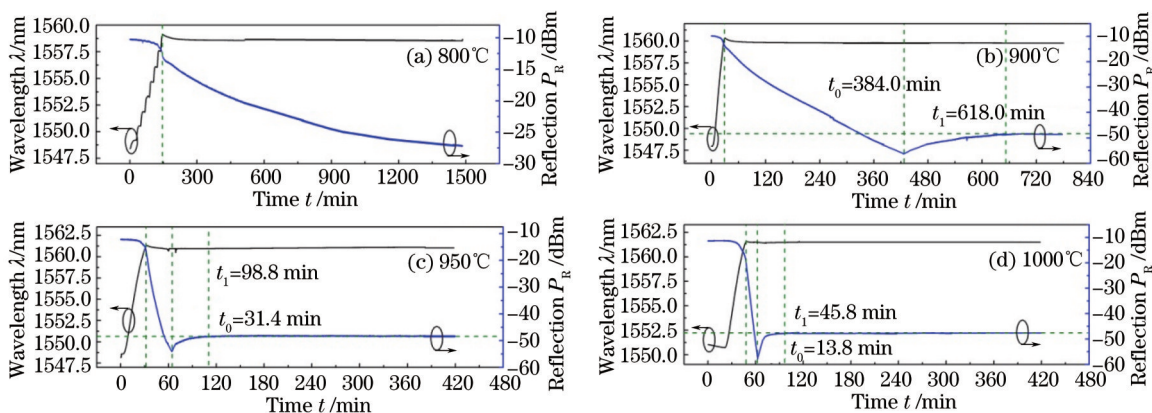 1560.0
1557.5
1555.0
1552.5
1550.0
1547.5
Wavelength λ/nm
(a) 800℃
−10
−15
−20
−25
−30
Reflection P_R /dBm
0 300 600 900 1200 1500
Time t /min
1560.0
1557.5
1555.0
1552.5
1550.0
1547.5
Wavelength λ/nm
(b) 900℃
t₀=384.0 min
t₁=618.0 min
−10
−20
−30
−40
−50
−60
Reflection P_R /dBm
0 120 240 360 480 600 720 840
Time t /min
1562.5
1560.0
1557.5
1555.0
1552.5
1550.0
1547.5
Wavelength λ/nm
(c) 950℃
t₁=98.8 min
t₀=31.4 min
−10
−20
−30
−40
−50
−60
Reflection P_R /dBm
0 60 120 180 240 300 360 420 480
Time t /min
1562.5
1560.0
1557.5
1555.0
1552.5
1550.0
Wavelength λ/nm
(d) 1000℃
t₁=45.8 min
t₀=13.8 min
−10
−20
−30
−40
−50
−60
Reflection P_R /dBm
0 60 120 180 240 300 360 420 480
Time t /min